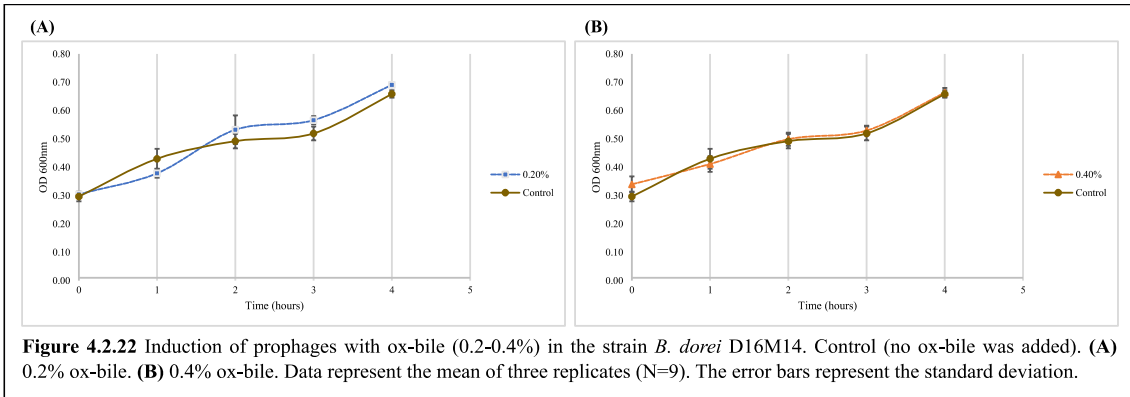 (A)
0.80
0.70
0.60
0.50
0.40
0.30
0.20
0.10
0.00
OD 600nm
0 1 2 3 4 5
Time (hours)
0.20%
Control
(B)
0.80
0.70
0.60
0.50
0.40
0.30
0.20
0.10
0.00
OD 600nm
0 1 2 3 4 5
Time (hours)
0.40%
Control
Figure 4.2.22 Induction of prophages with ox-bile (0.2-0.4%) in the strain B. dorei D16M14. Control (no ox-bile was added). (A)
0.2% ox-bile. (B) 0.4% ox-bile. Data represent the mean of three replicates (N=9). The error bars represent the standard deviation.